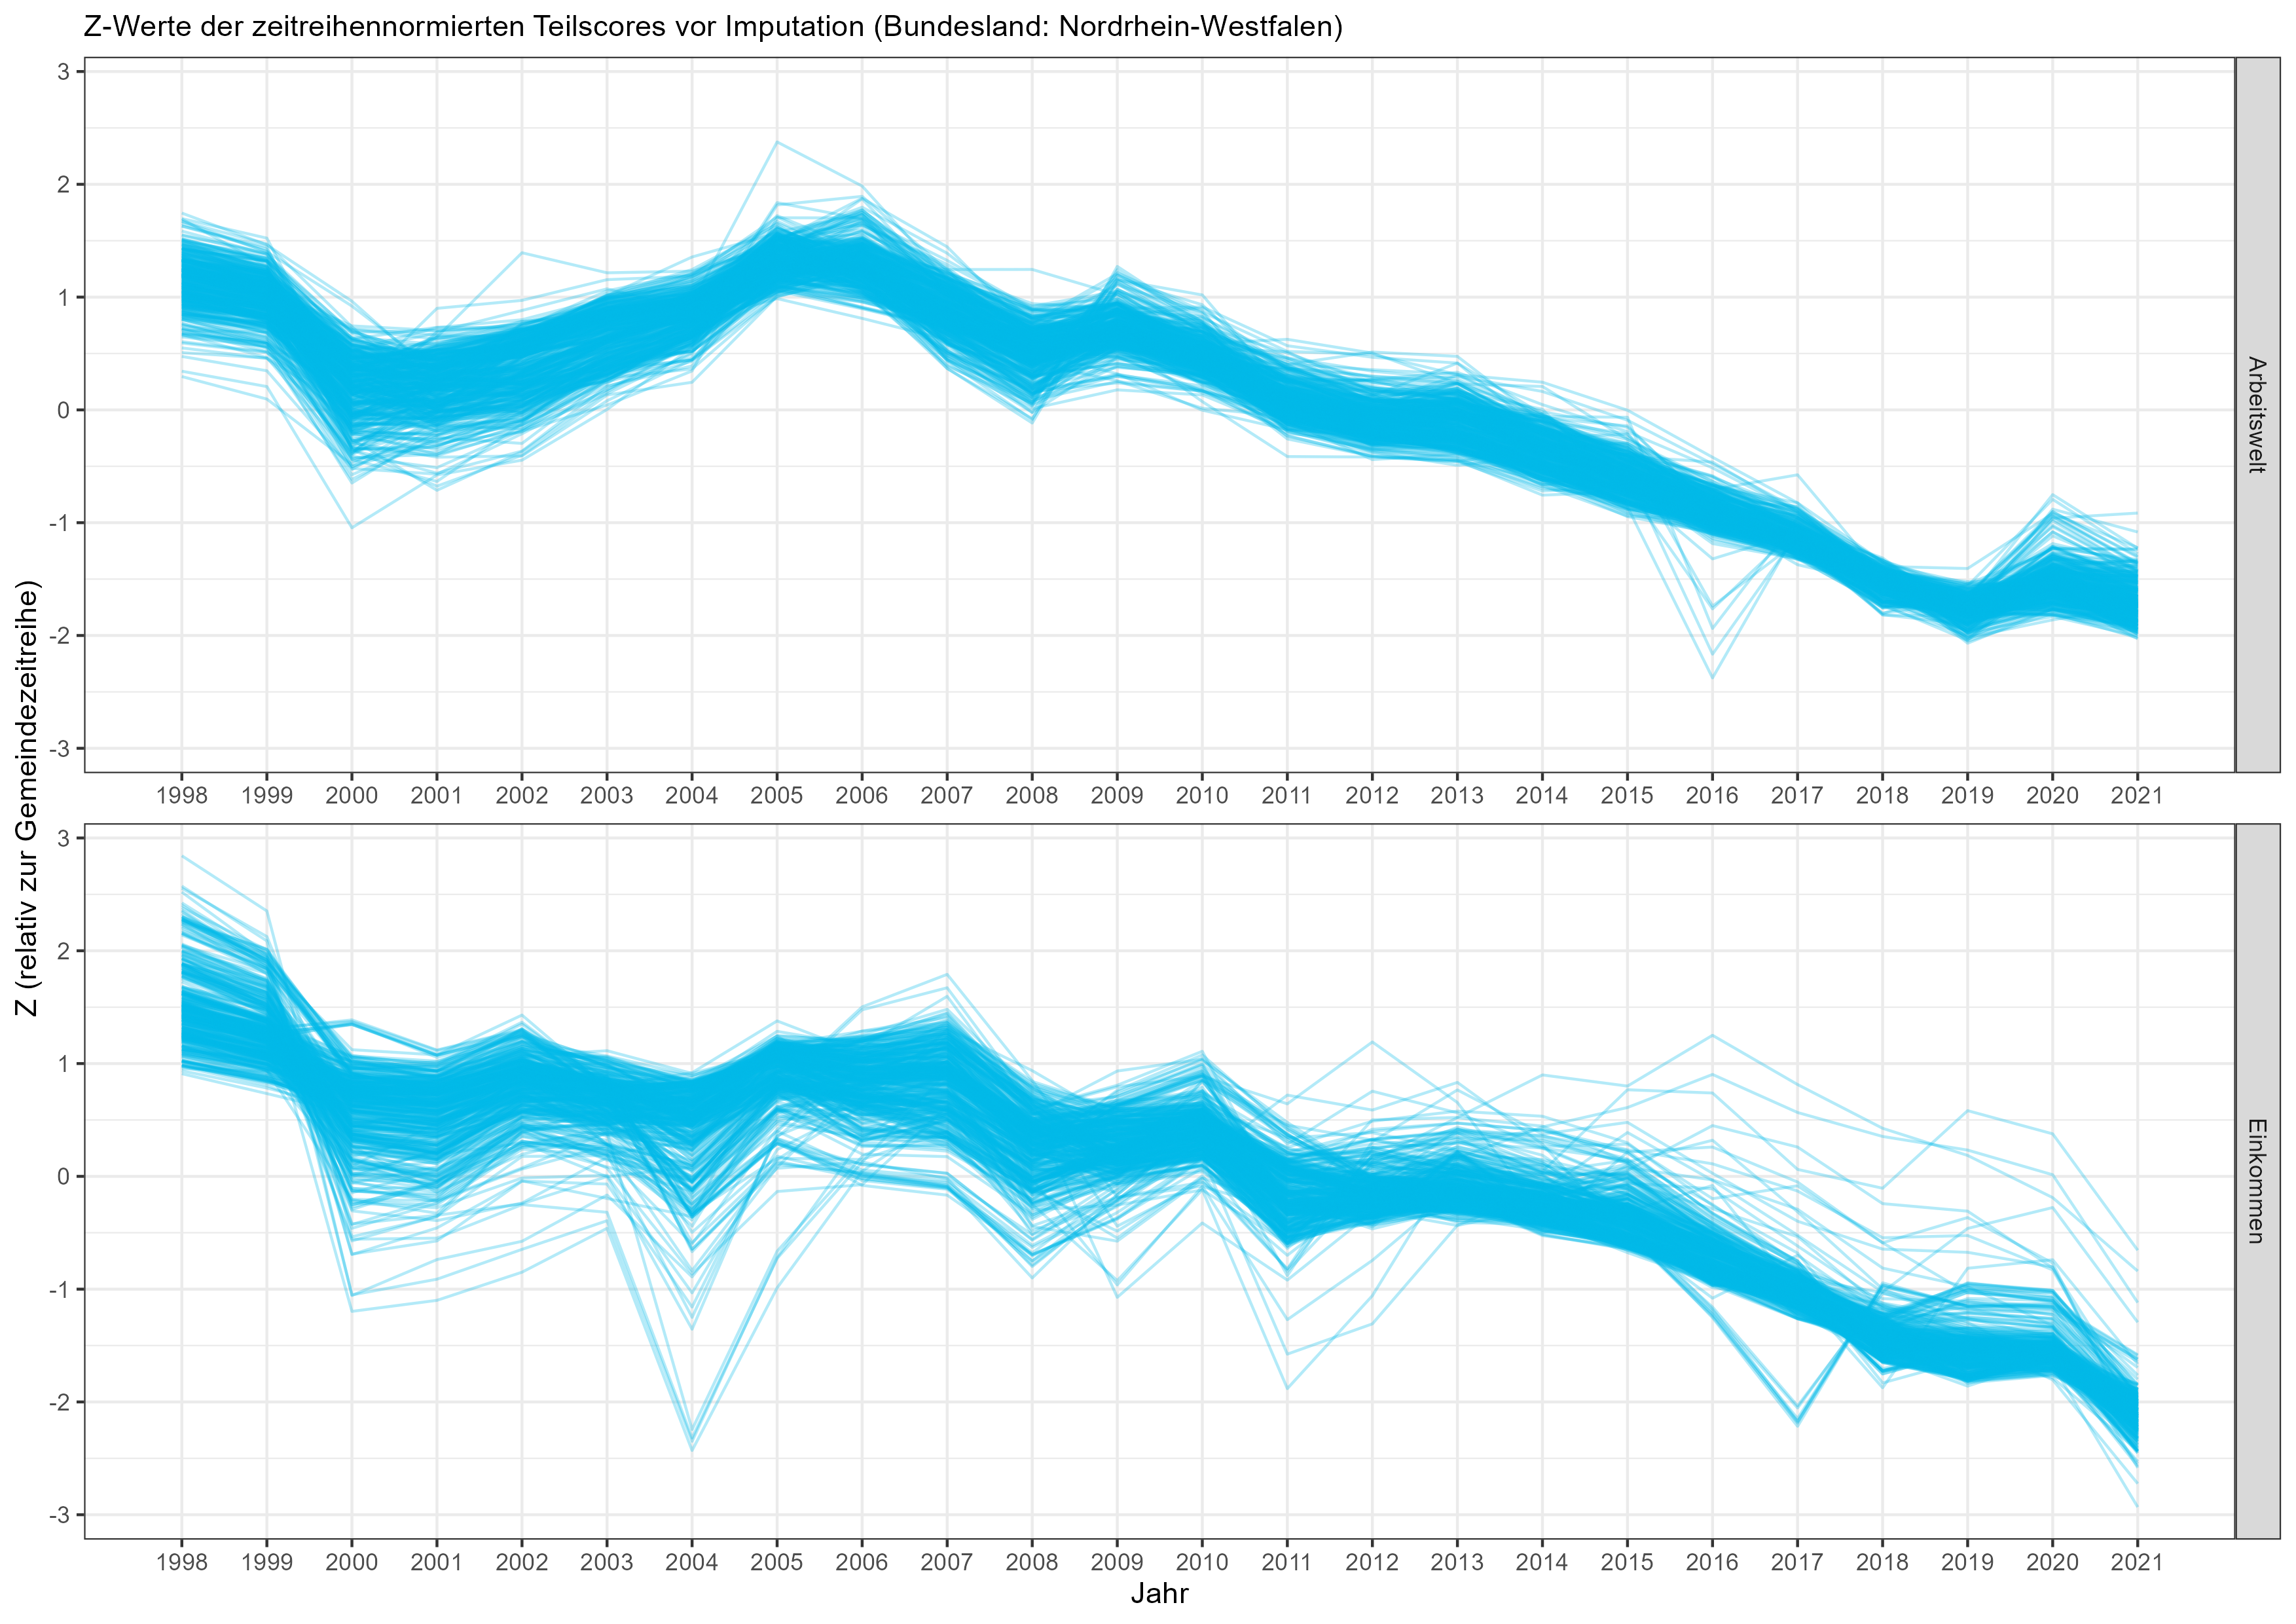 Z-Werte der zeitreihennormierten Teilscores vor Imputation (Bundesland: Nordrhein-Westfalen)
Z (relativ zur Gemeindezeitreihe)
3
2
1
0
-1
-2
-3
Arbeitswelt
1998 1999 2000 2001 2002 2003 2004 2005 2006 2007 2008 2009 2010 2011 2012 2013 2014 2015 2016 2017 2018 2019 2020 2021
3
2
1
0
-1
-2
-3
Einkommen
1998 1999 2000 2001 2002 2003 2004 2005 2006 2007 2008 2009 2010 2011 2012 2013 2014 2015 2016 2017 2018 2019 2020 2021
Jahr